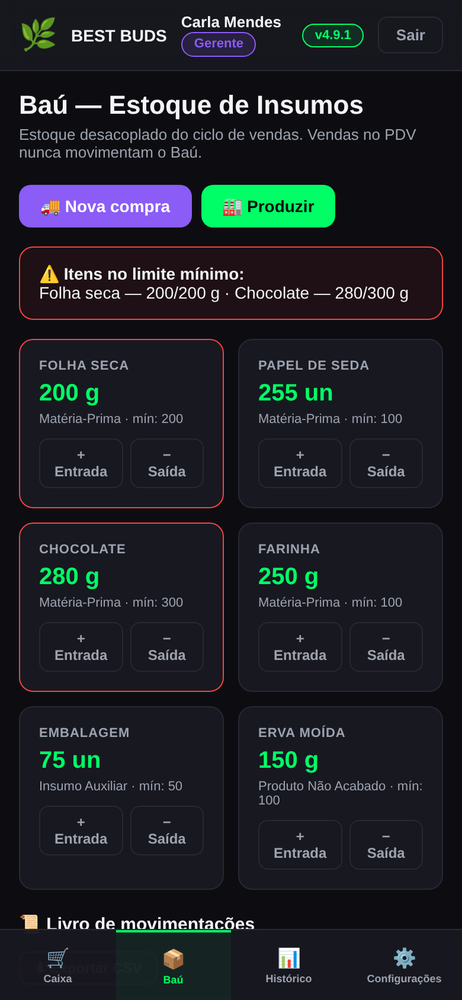 BEST BUDS
Carla Mendes
Gerente
v4.9.1
Sair
Baú — Estoque de Insumos
Estoque desacoplado do ciclo de vendas. Vendas no PDV
nunca movimentam o Baú.
Nova compra
Produzir
Itens no limite mínimo:
Folha seca — 200/200 g · Chocolate — 280/300 g
FOLHA SECA
200 g
Matéria-Prima · mín: 200
+
Entrada
−
Saída
PAPEL DE SEDA
255 un
Matéria-Prima · mín: 100
+
Entrada
−
Saída
CHOCOLATE
280 g
Matéria-Prima · mín: 300
+
Entrada
−
Saída
FARINHA
250 g
Matéria-Prima · mín: 100
+
Entrada
−
Saída
EMBALAGEM
75 un
Insumo Auxiliar · mín: 50
+
Entrada
−
Saída
ERVA MOÍDA
150 g
Produto Não Acabado · mín:
100
+
Entrada
−
Saída
Livro de movimentações
Exportar CSV
Caixa
Baú
Histórico
Configurações